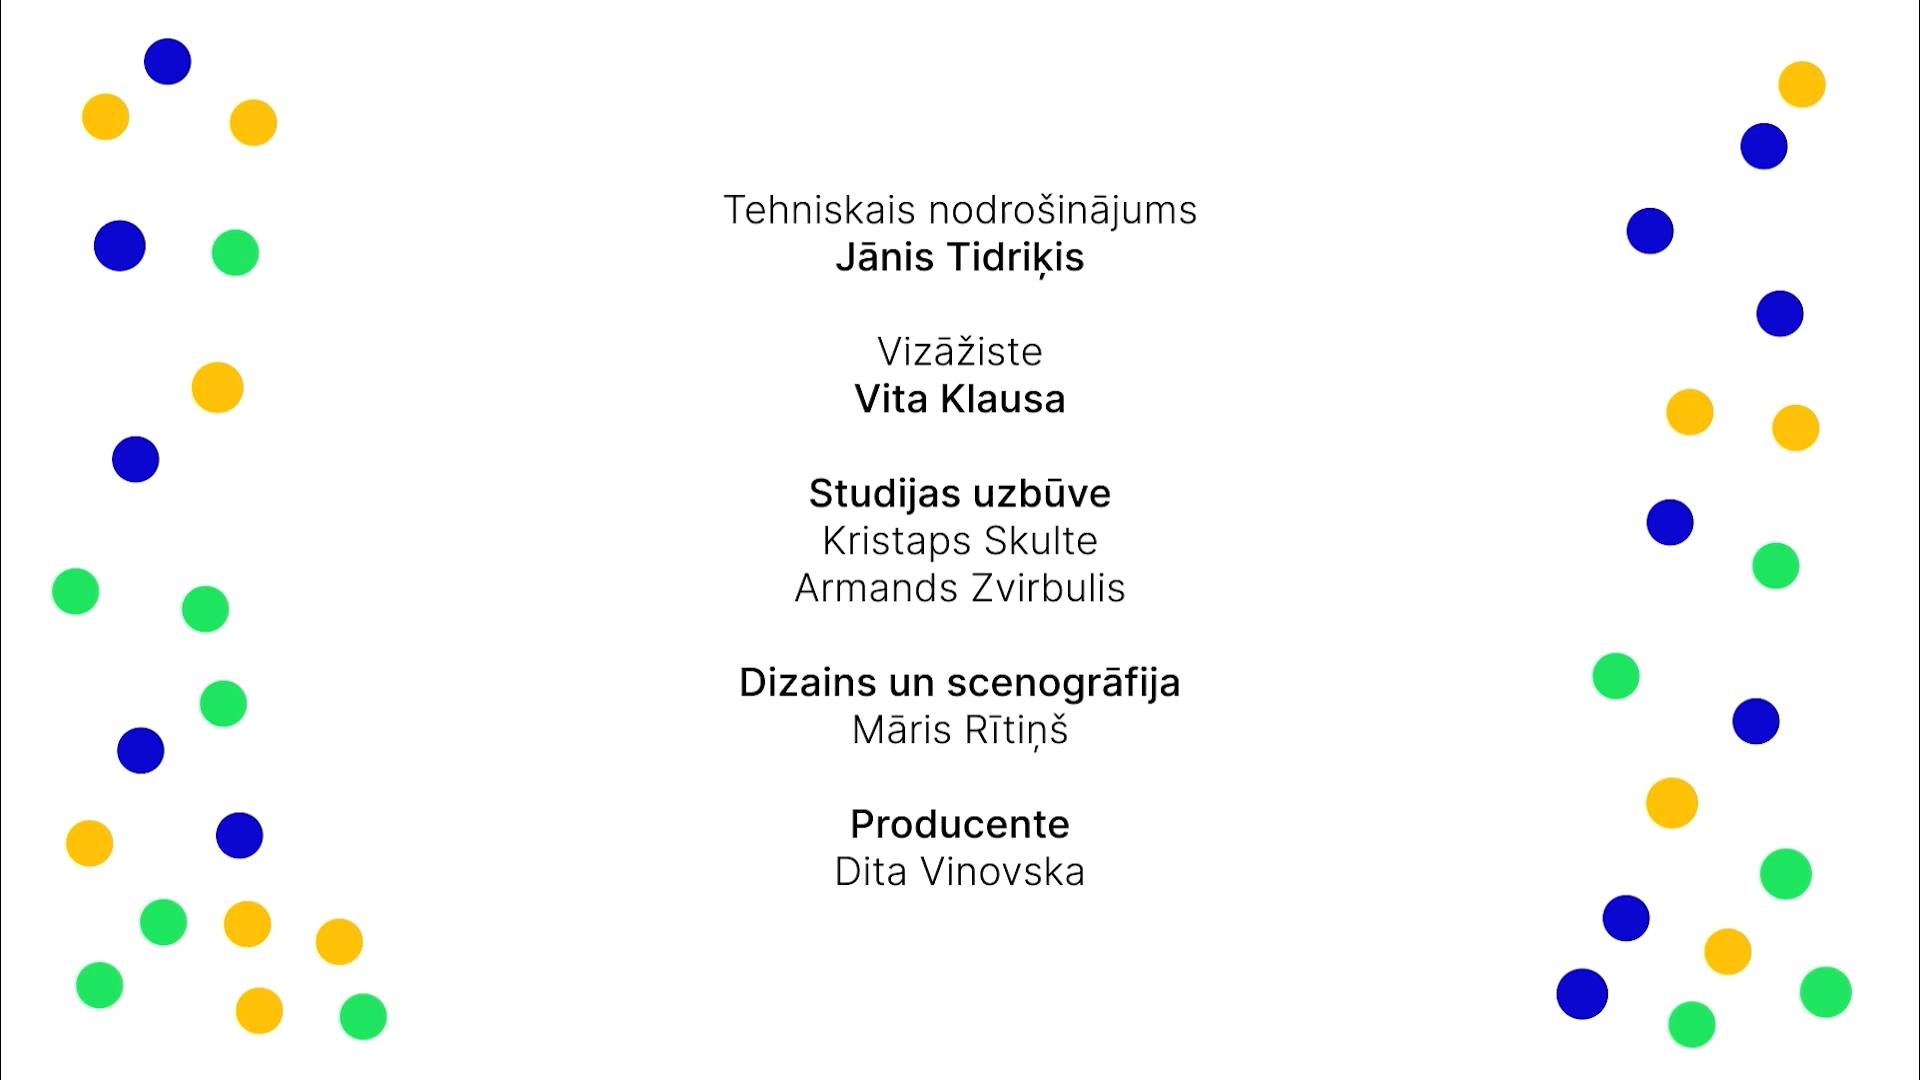 Tehniskais nodrošinājums
Jānis Tidriķis
Vizāžiste
Vita Klausa
Studijas uzbūve
Kristaps Skulte
Armands Zvirbulis
Dizains un scenogrāfija
Māris Rītiņš
Producente
Dita Vinovska